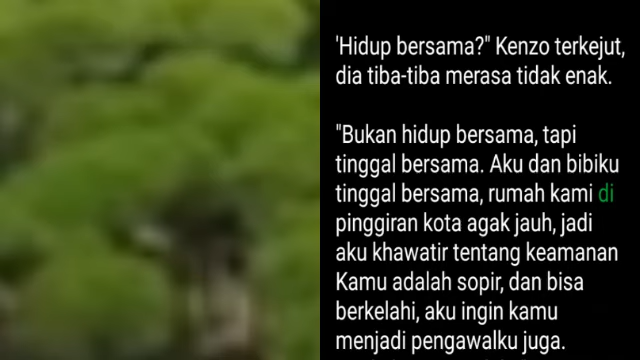 'Hidup bersama?" Kenzo terkejut,
dia tiba-tiba merasa tidak enak.
"Bukan hidup bersama, tapi
tinggal bersama. Aku dan bibiku
tinggal bersama, rumah kami di
pinggiran kota agak jauh, jadi
aku khawatir tentang keamanan
Kamu adalah sopir, dan bisa
berkelahi, aku ingin kamu
menjadi pengawalku juga.